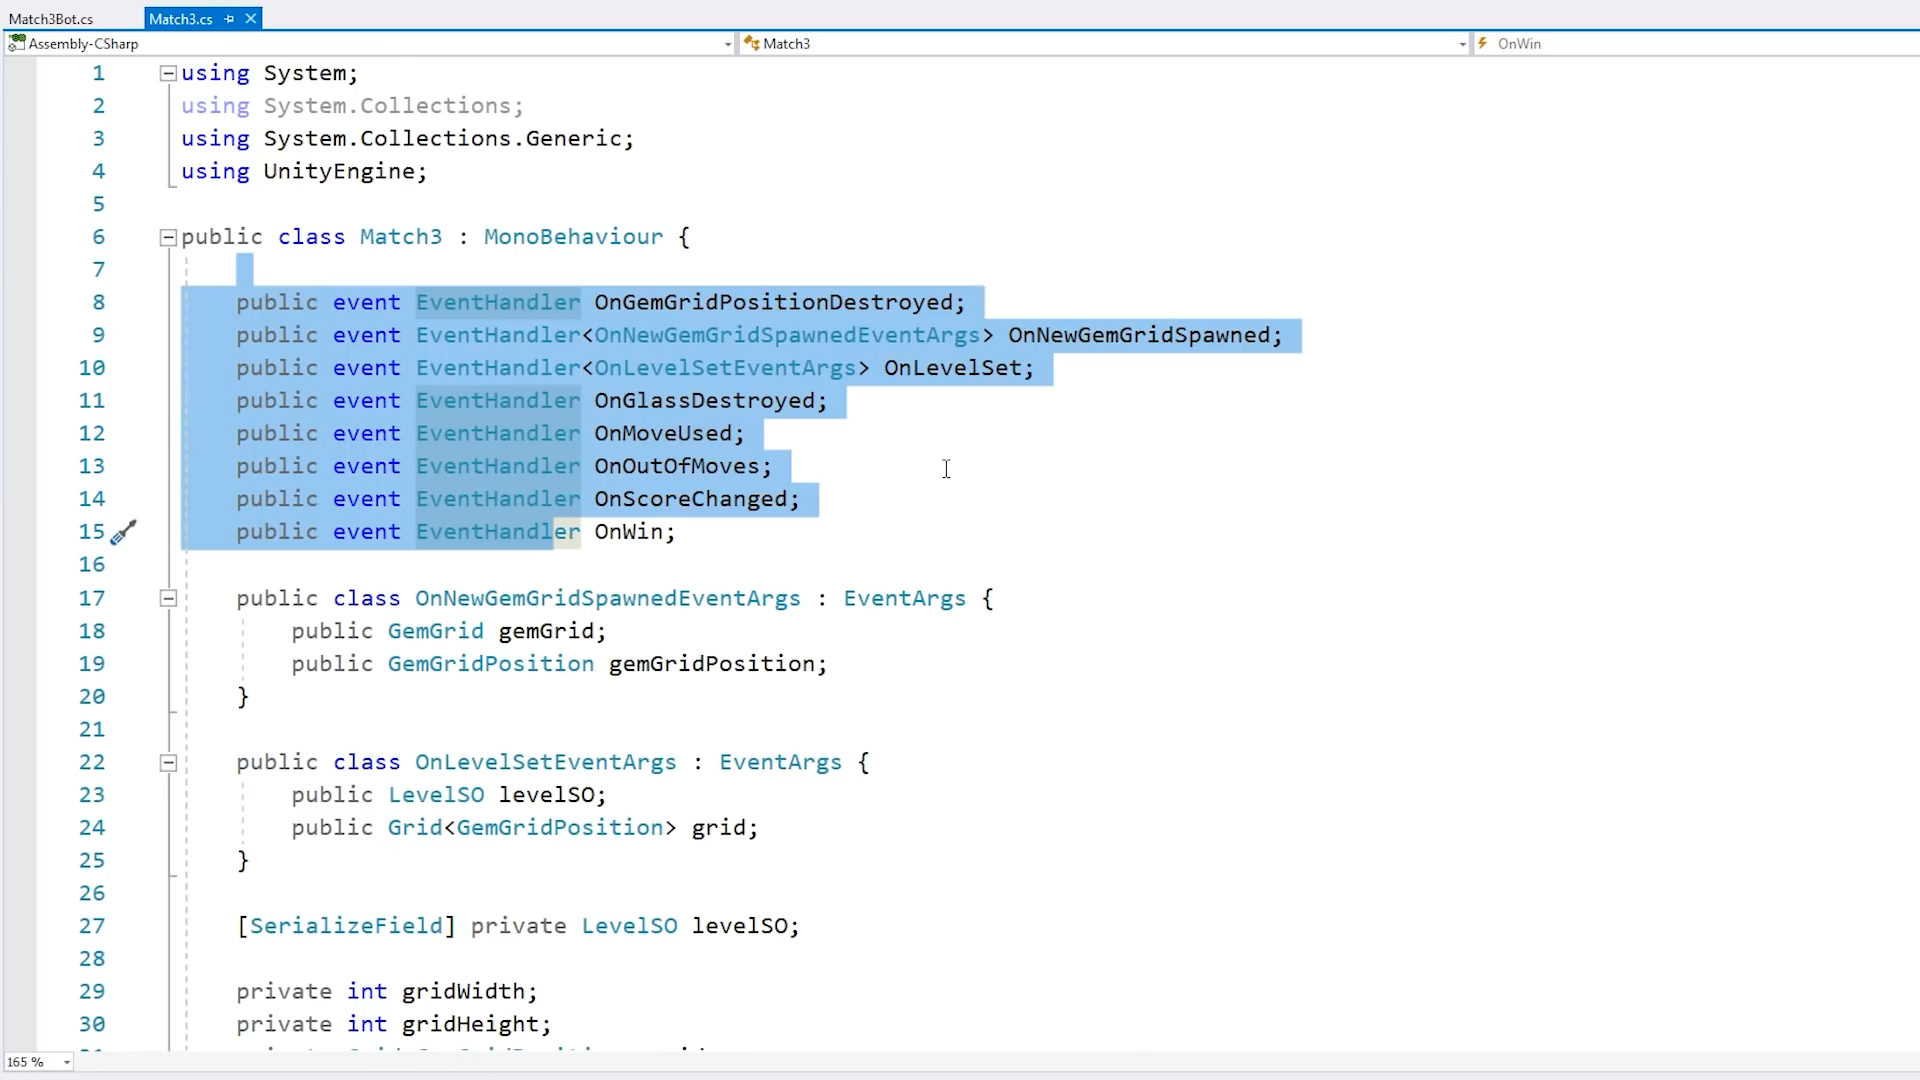 Match3Bot.cs
Match3.cs
Assembly-CSharp
Match3
OnWin
1 using System;
2 using System.Collections;
3 using System.Collections.Generic;
4 using UnityEngine;
5
6 public class Match3 : MonoBehaviour {
7
8 public event EventHandler OnGemGridPositionDestroyed;
9 public event EventHandler<OnNewGemGridSpawnedEventArgs> OnNewGemGridSpawned;
10 public event EventHandler<OnLevelSetEventArgs> OnLevelSet;
11 public event EventHandler OnGlassDestroyed;
12 public event EventHandler OnMoveUsed;
13 public event EventHandler OnOutOfMoves;
14 public event EventHandler OnScoreChanged;
15 public event EventHandler OnWin;
16
17 public class OnNewGemGridSpawnedEventArgs : EventArgs {
18 public GemGrid gemGrid;
19 public GemGridPosition gemGridPosition;
20 }
21
22 public class OnLevelSetEventArgs : EventArgs {
23 public LevelSO levelSO;
24 public Grid<GemGridPosition> grid;
25 }
26
27 [SerializeField] private LevelSO levelSO;
28
29 private int gridWidth;
30 private int gridHeight;
165 %